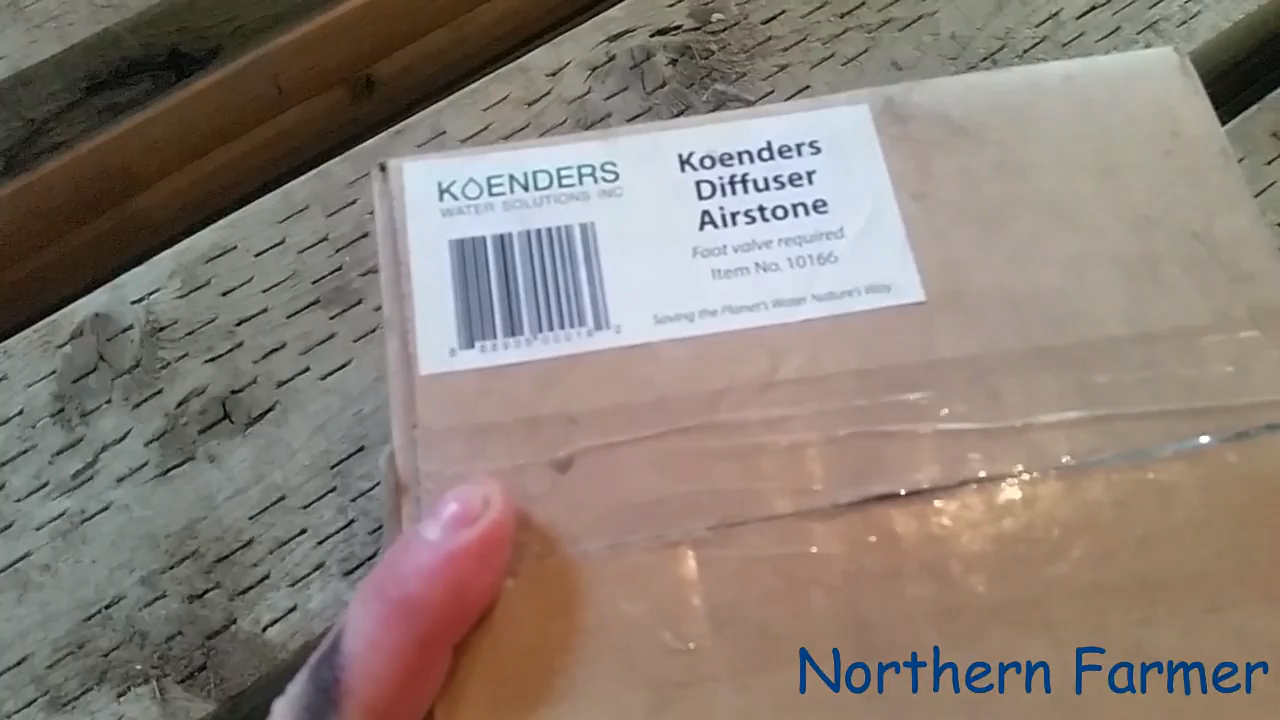 KOENDERS
WATER SOLUTIONS INC
Koenders
Diffuser
Airstone
Foot valve required
Item No. 10166
Saving the Planet's Water Nature's Way
Northern Farmer